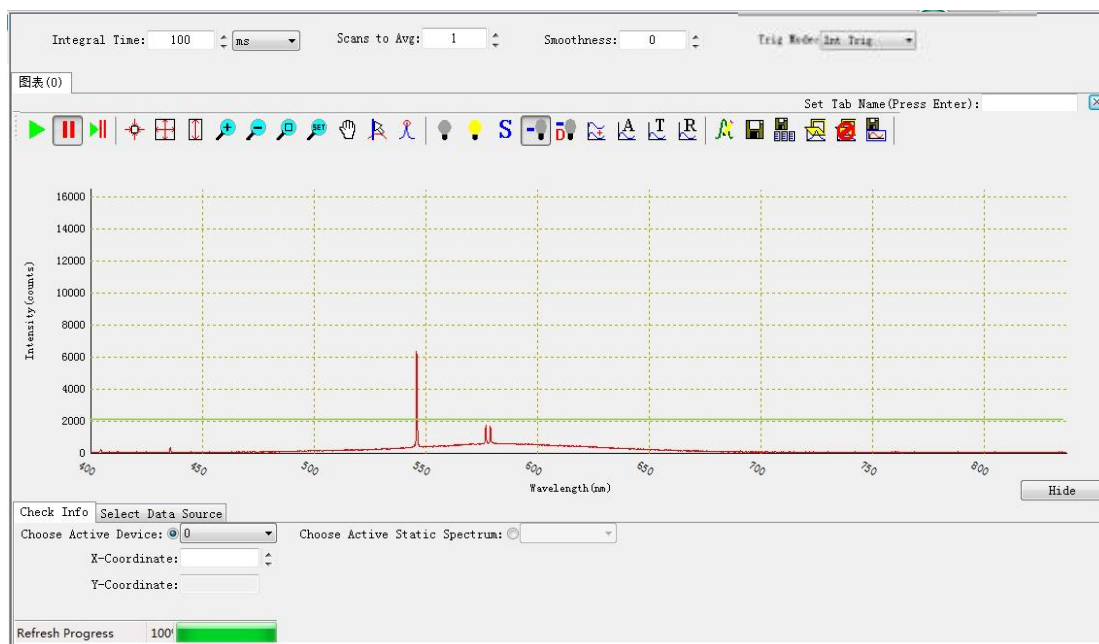 Integral Time: 100 ms Scans to Avg: 1 Smoothness: 0 Trig Mode: Int Trig
图表(0)
Set Tab Name(Press Enter):
SET S D A T R
16000
14000
12000
10000
8000
6000
4000
2000
0
Intensity(counts)
400 450 500 550 600 650 700 750 800
Wavelength(nm)
Hide
Check Info Select Data Source
Choose Active Device: 0 Choose Active Static Spectrum:
X-Coordinate:
Y-Coordinate:
Refresh Progress 100